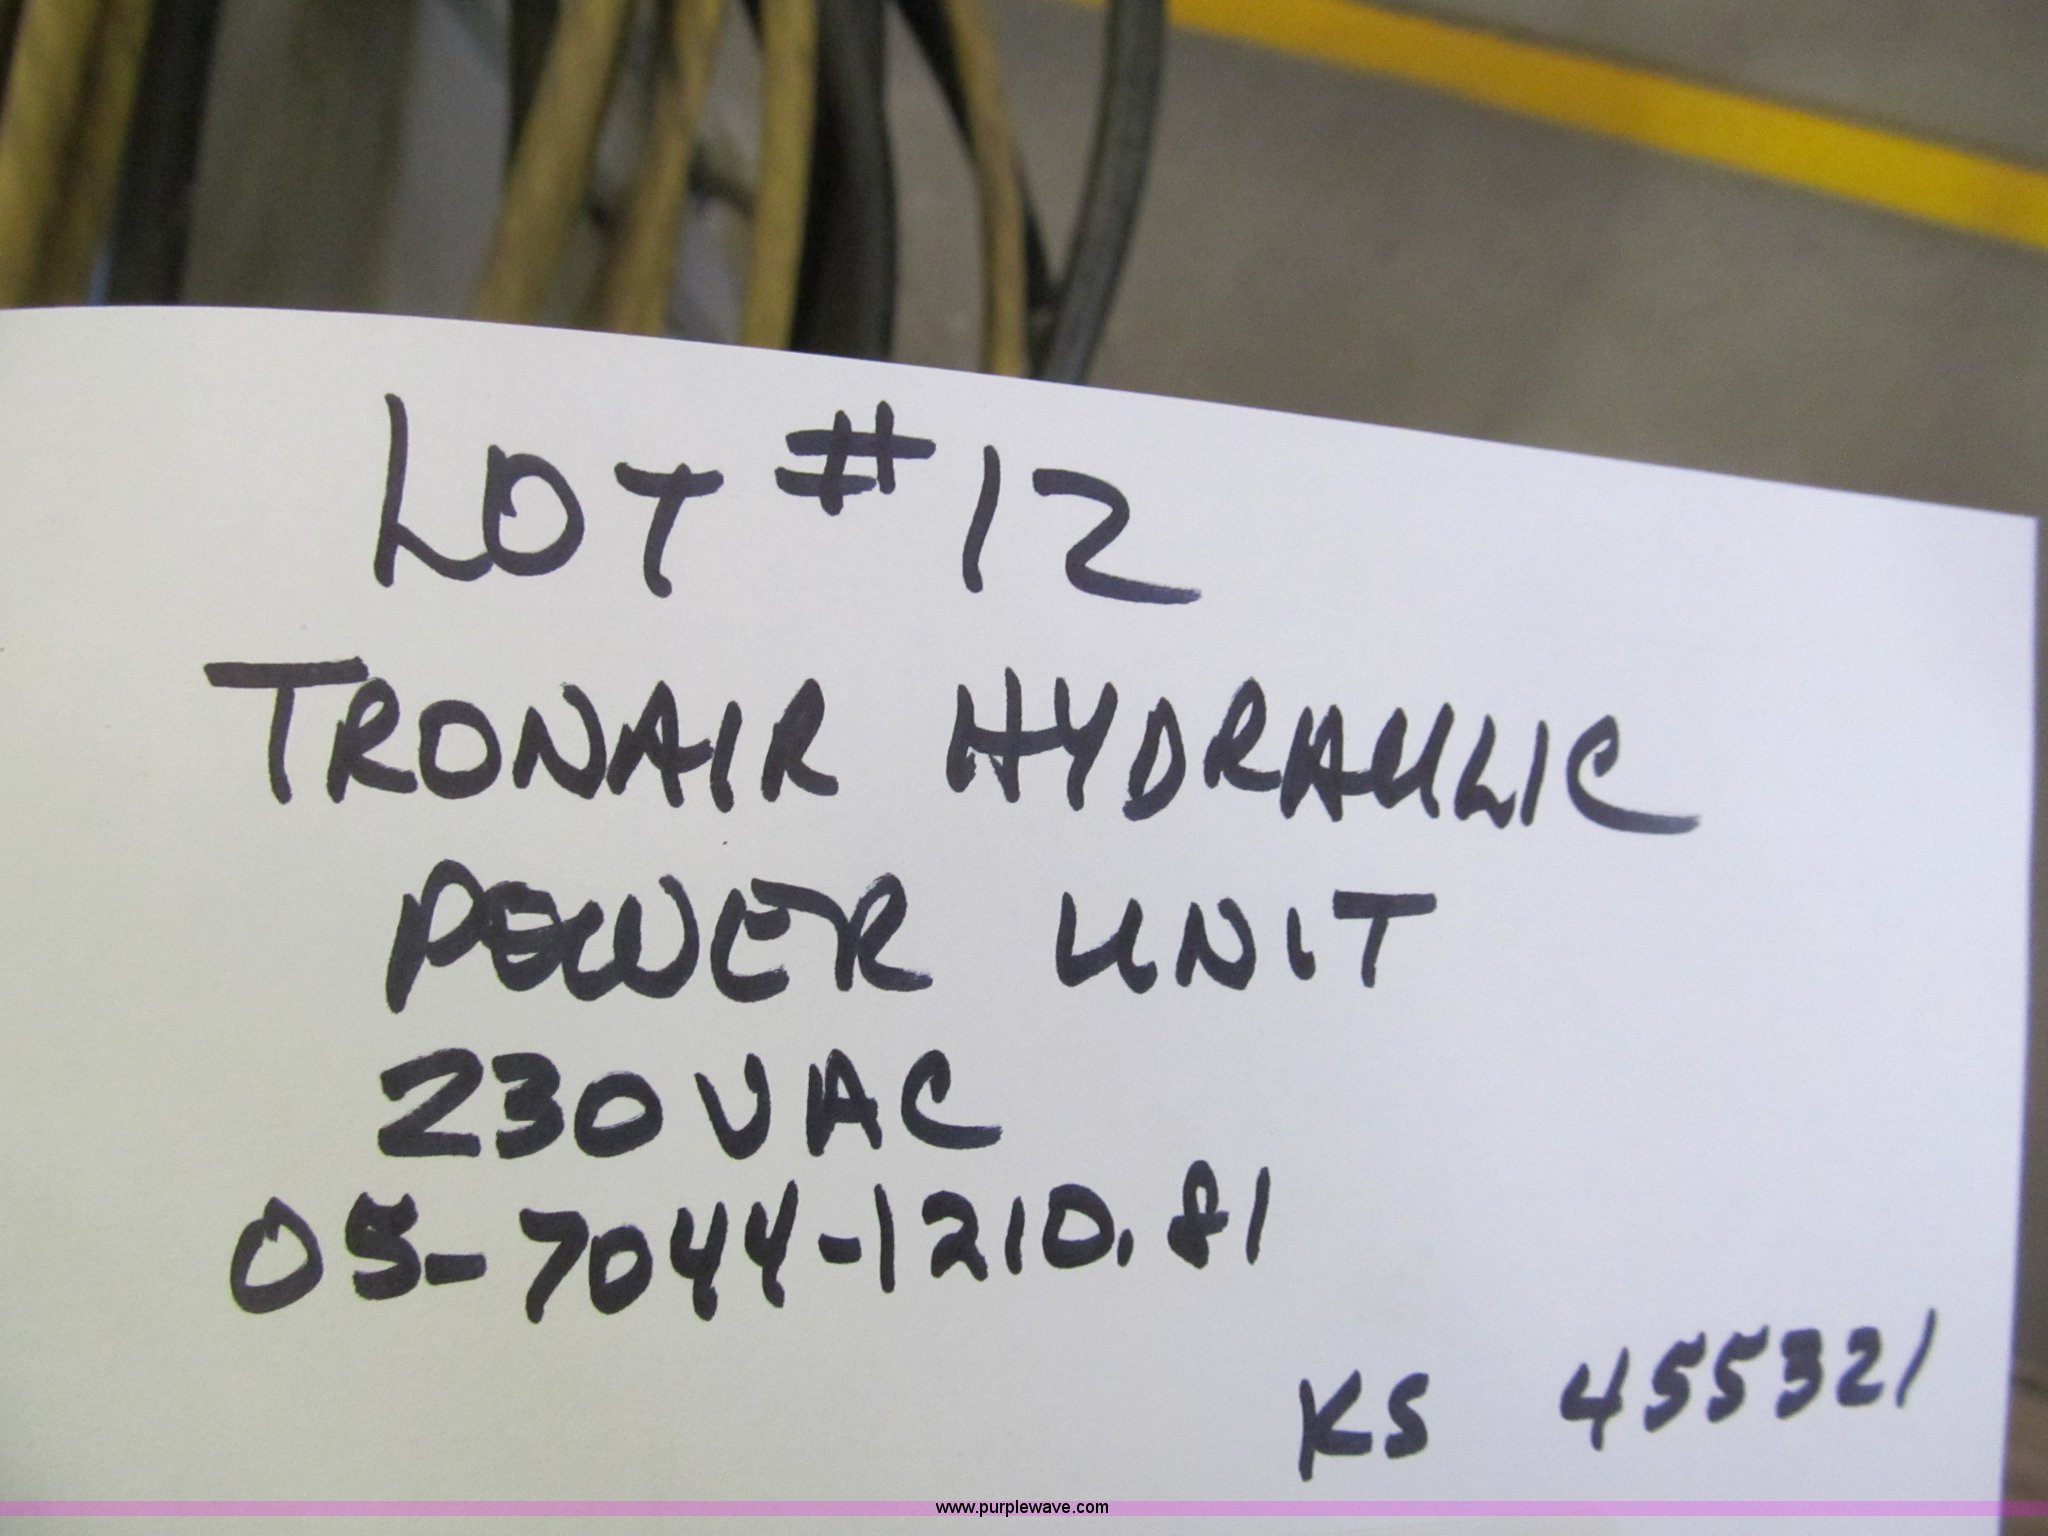 LOT #12
TRONAIR HYDRAULIC
POWER UNIT
230VAC
05-7044-1210.81
KS 455321
www.purplewave.com